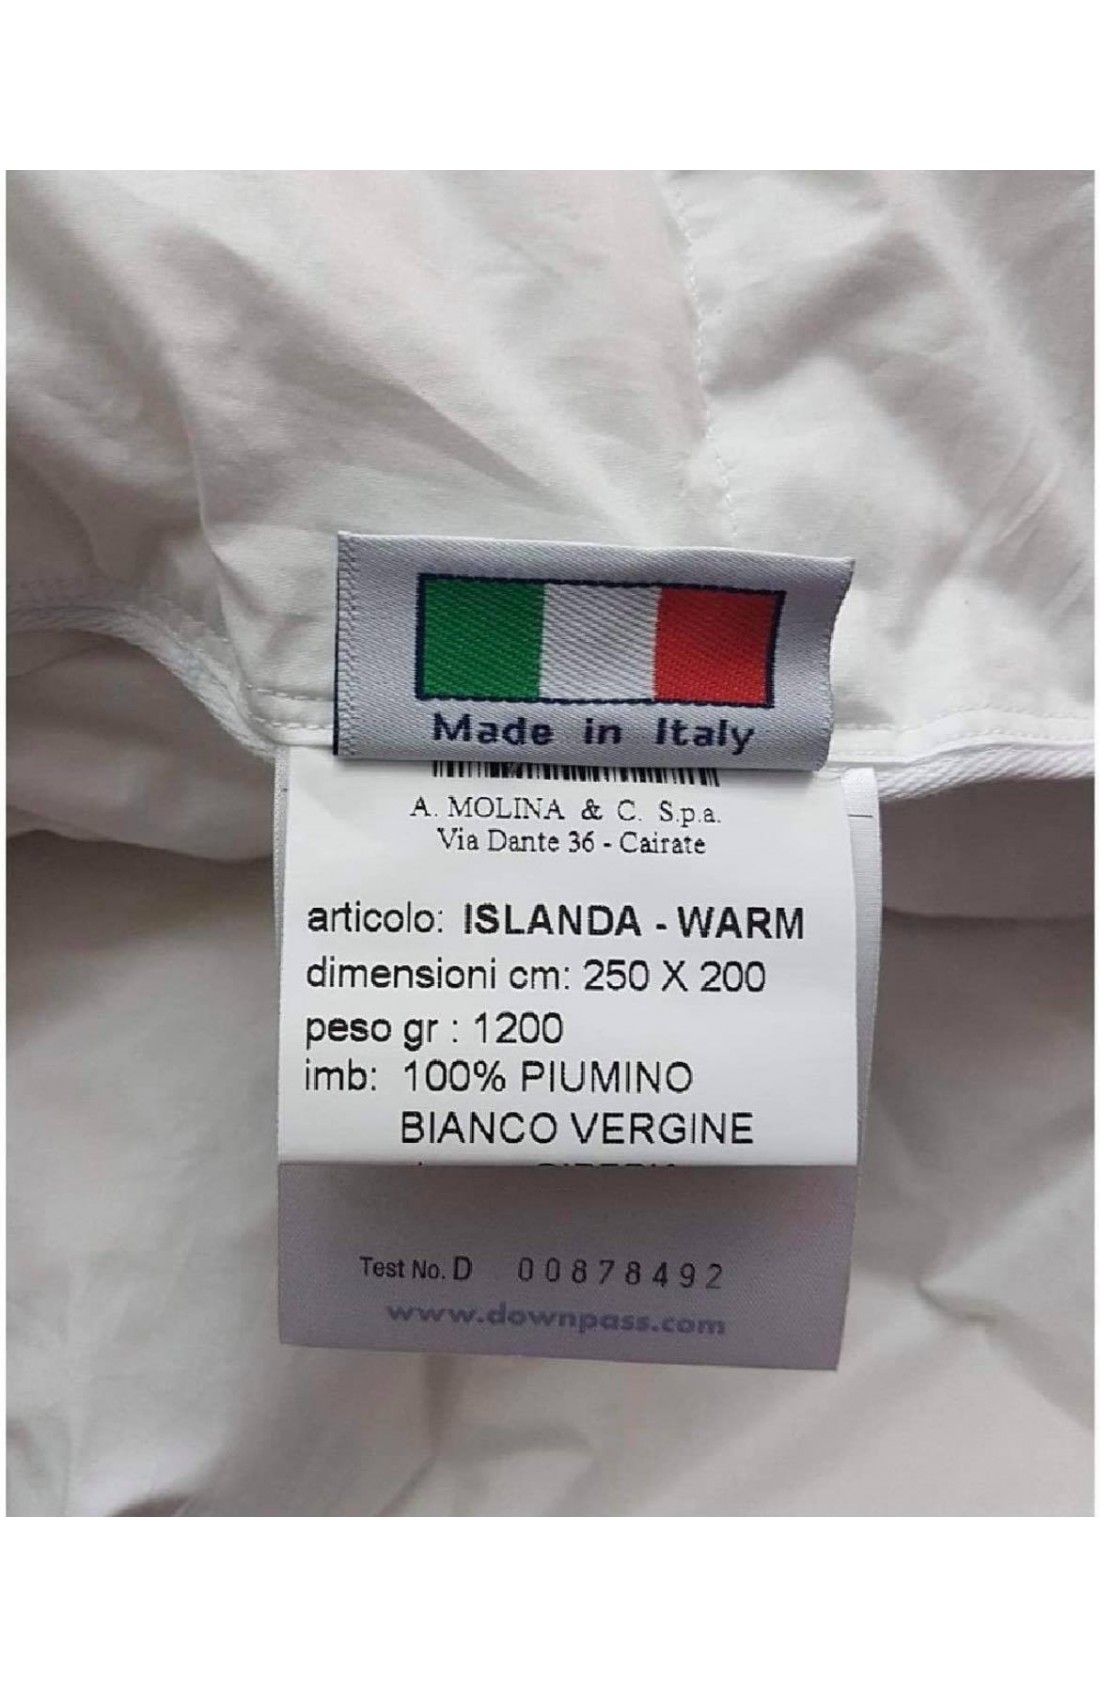 Made in Italy
A. MOLINA & C. S.p.a.
Via Dante 36 - Cairate
articolo: ISLANDA - WARM
dimensioni cm: 250 X 200
peso gr : 1200
imb: 100% PIUMINO
BIANCO VERGINE
Test No. D 00878492
www.downpass.com